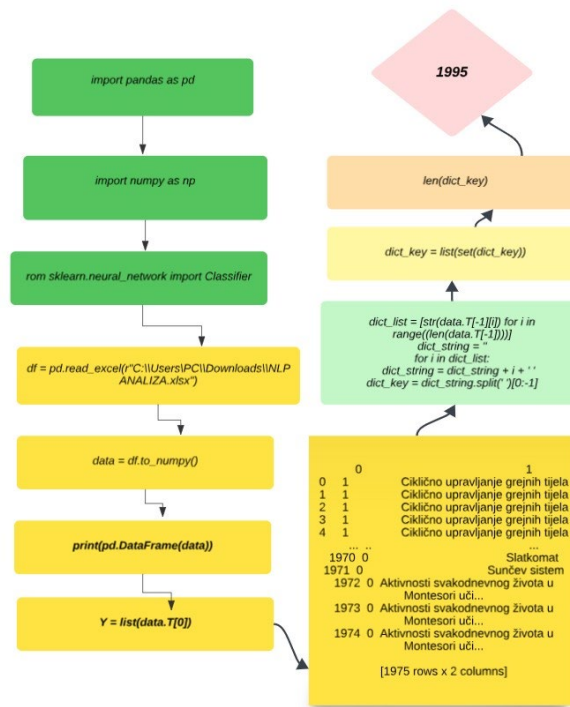 import pandas as pd
import numpy as np
rom sklearn.neural_network import Classifier
df = pd.read_excel(r"C:\\Users\PC\\Downloads\\NLP
ANALIZA.xlsx")
data = df.to_numpy()
print(pd.DataFrame(data))
Y = list(data.T[0])
0 1
0 1 Ciklično upravljanje grejnih tijela
1 1 Ciklično upravljanje grejnih tijela
2 1 Ciklično upravljanje grejnih tijela
3 1 Ciklično upravljanje grejnih tijela
4 1 Ciklično upravljanje grejnih tijela
... .. ...
1970 0 Slatkomat
1971 0 Sunčev sistem
1972 0 Aktivnosti svakodnevnog života u
Montesori uči...
1973 0 Aktivnosti svakodnevnog života u
Montesori uči...
1974 0 Aktivnosti svakodnevnog života u
Montesori uči...
[1975 rows x 2 columns]
dict_list = [str(data.T[-1][i]) for i in
range((len(data.T[-1])))]
dict_string = ''
for i in dict_list:
dict_string = dict_string + i + ' '
dict_key = dict_string.split(' ')[0:-1]
dict_key = list(set(dict_key))
len(dict_key)
1995